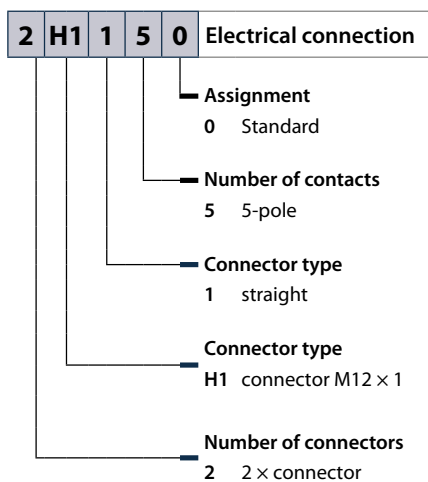 2 H1 1 5 0 Electrical connection
Assignment
0 Standard
Number of contacts
5 5-pole
Connector type
1 straight
Connector type
H1 connector M12 × 1
Number of connectors
2 2 × connector